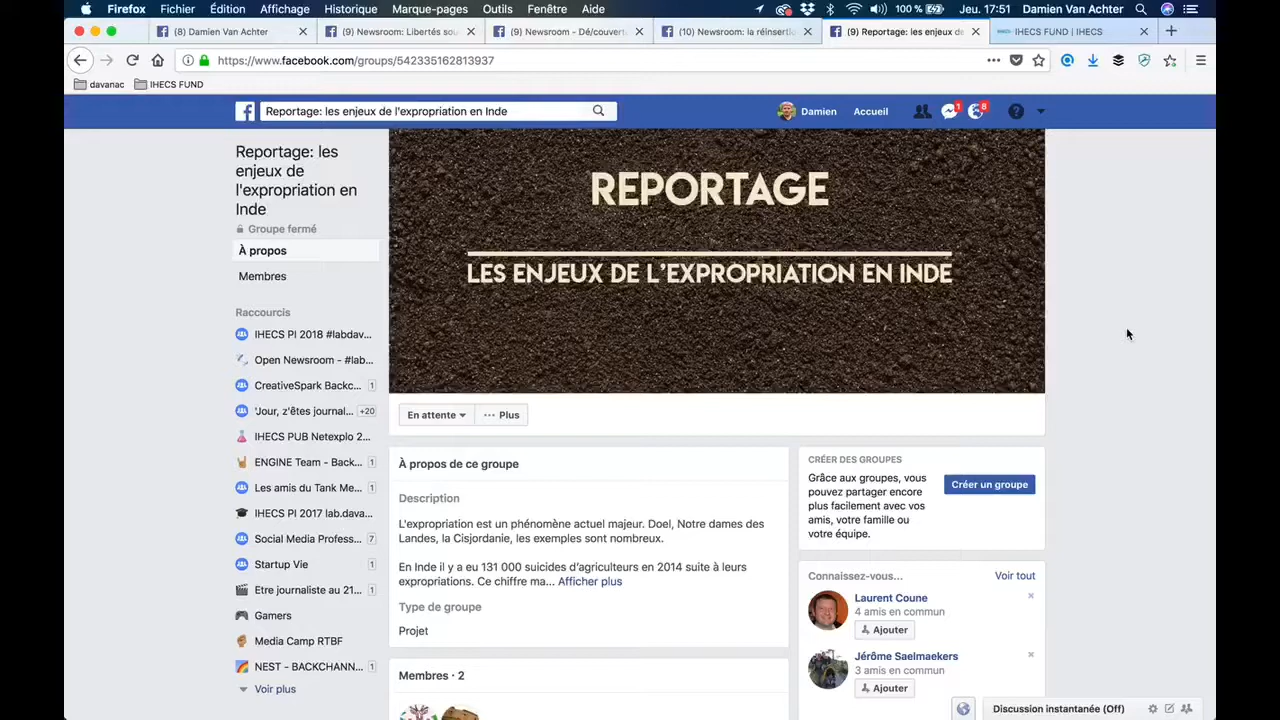 Firefox Fichier Édition Affichage Historique Marque-pages Outils Fenêtre Aide 100 % Jeu. 17:51 Damien Van Achter
(8) Damien Van Achter
(9) Newsroom: Libertés sou
(9) Newsroom - Dé/couvert
(10) Newsroom: la réinserti
(9) Reportage: les enjeux de
IHECS FUND | IHECS
https://www.facebook.com/groups/542335162813937
davanac IHECS FUND
Reportage: les enjeux de l'expropriation en Inde
Damien Accueil 1 8
Reportage: les
enjeux de
l'expropriation en
Inde
Groupe fermé
À propos
Membres
Raccourcis
IHECS PI 2018 #labdav...
Open Newsroom - #lab...
CreativeSpark Backc... 1
'Jour, z'êtes journal... +20
IHECS PUB Netexplo 2...
ENGINE Team - Back... 1
Les amis du Tank Me... 1
IHECS PI 2017 lab.dava...
Social Media Profess... 7
Startup Vie 1
Etre journaliste au 21... 1
Gamers
Media Camp RTBF
NEST - BACKCHANN... 1
Voir plus
REPORTAGE
LES ENJEUX DE L'EXPROPRIATION EN INDE
En attente ··· Plus
À propos de ce groupe
Description
L'expropriation est un phénomène actuel majeur. Doel, Notre dames des
Landes, la Cisjordanie, les exemples sont nombreux.
En Inde il y a eu 131 000 suicides d'agriculteurs en 2014 suite à leurs
expropriations. Ce chiffre ma... Afficher plus
Type de groupe
Projet
Membres · 2
CRÉER DES GROUPES
Grâce aux groupes, vous
pouvez partager encore
plus facilement avec vos
amis, votre famille ou
votre équipe.
Créer un groupe
Connaissez-vous... Voir tout
Laurent Coune
4 amis en commun
Ajouter
Jérôme Saelmaekers
3 amis en commun
Ajouter
Discussion instantanée (Off)